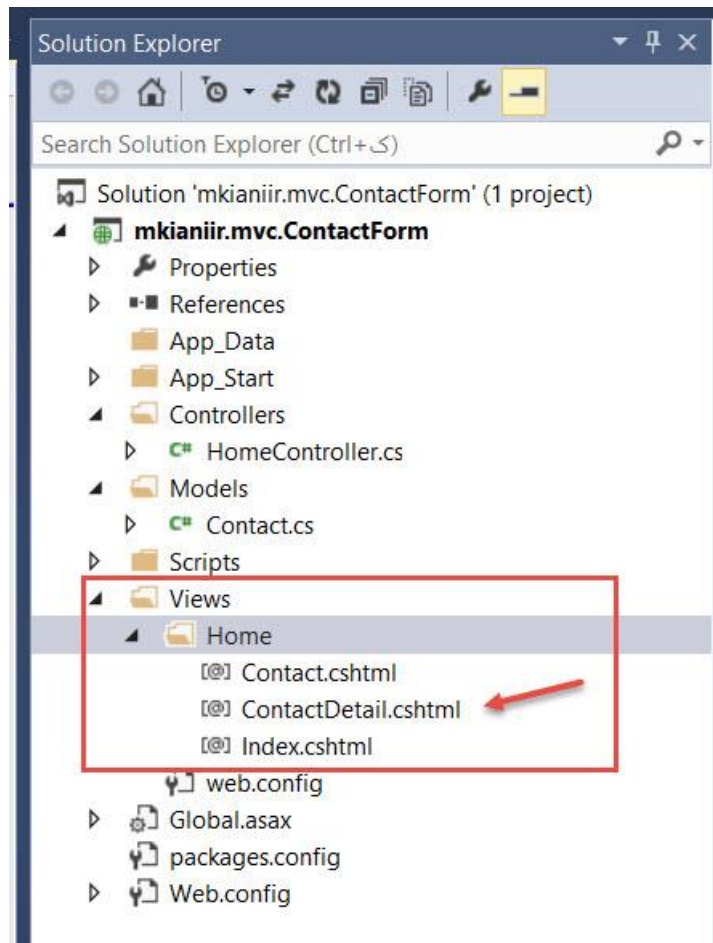 Solution Explorer
Search Solution Explorer (Ctrl+ک)
Solution 'mkianiir.mvc.ContactForm' (1 project)
mkianiir.mvc.ContactForm
Properties
References
App_Data
App_Start
Controllers
C# HomeController.cs
Models
C# Contact.cs
Scripts
Views
Home
[@] Contact.cshtml
[@] ContactDetail.cshtml
[@] Index.cshtml
web.config
Global.asax
packages.config
Web.config